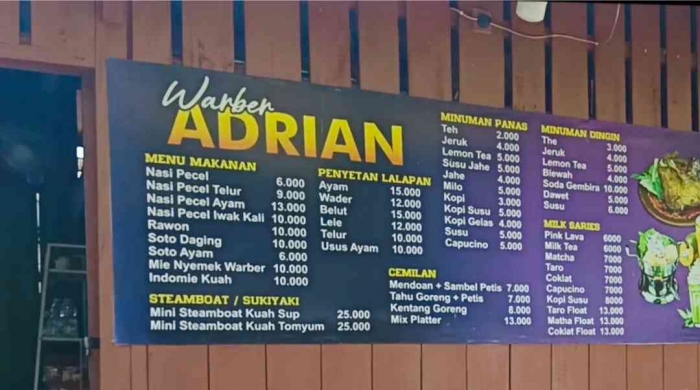 Warber
ADRIAN
MENU MAKANAN
Nasi Pecel 6.000
Nasi Pecel Telur 9.000
Nasi Pecel Ayam 13.000
Nasi Pecel Iwak Kali 10.000
Rawon 10.000
Soto Daging 10.000
Soto Ayam 6.000
Mie Nyemek Warber 10.000
Indomie Kuah 10.000
STEAMBOAT / SUKIYAKI
Mini Steamboat Kuah Sup 25.000
Mini Steamboat Kuah Tomyum 25.000
PENYETAN LALAPAN
Ayam 15.000
Wader 12.000
Belut 15.000
Lele 12.000
Telur 10.000
Usus Ayam 10.000
CEMILAN
Mendoan + Sambel Petis 7.000
Tahu Goreng + Petis 7.000
Kentang Goreng 8.000
Mix Platter 13.000
MINUMAN PANAS
Teh 2.000
Jeruk 4.000
Lemon Tea 5.000
Susu Jahe 5.000
Jahe 4.000
Milo 5.000
Kopi 3.000
Kopi Susu 5.000
Kopi Gelas 4.000
Susu 5.000
Capucino 5.000
MINUMAN DINGIN
The 3.000
Jeruk 4.000
Lemon Tea 5.000
Blewah 4.000
Soda Gembira 10.000
Dawet 5.000
Susu 6.000
MILK SARIES
Pink Lava 6000
Milk Tea 6000
Matcha 7000
Taro 7000
Coklat 7000
Capucino 7000
Kopi Susu 8000
Taro Float 13.000
Matha Float 13.000
Coklat Float 13.000